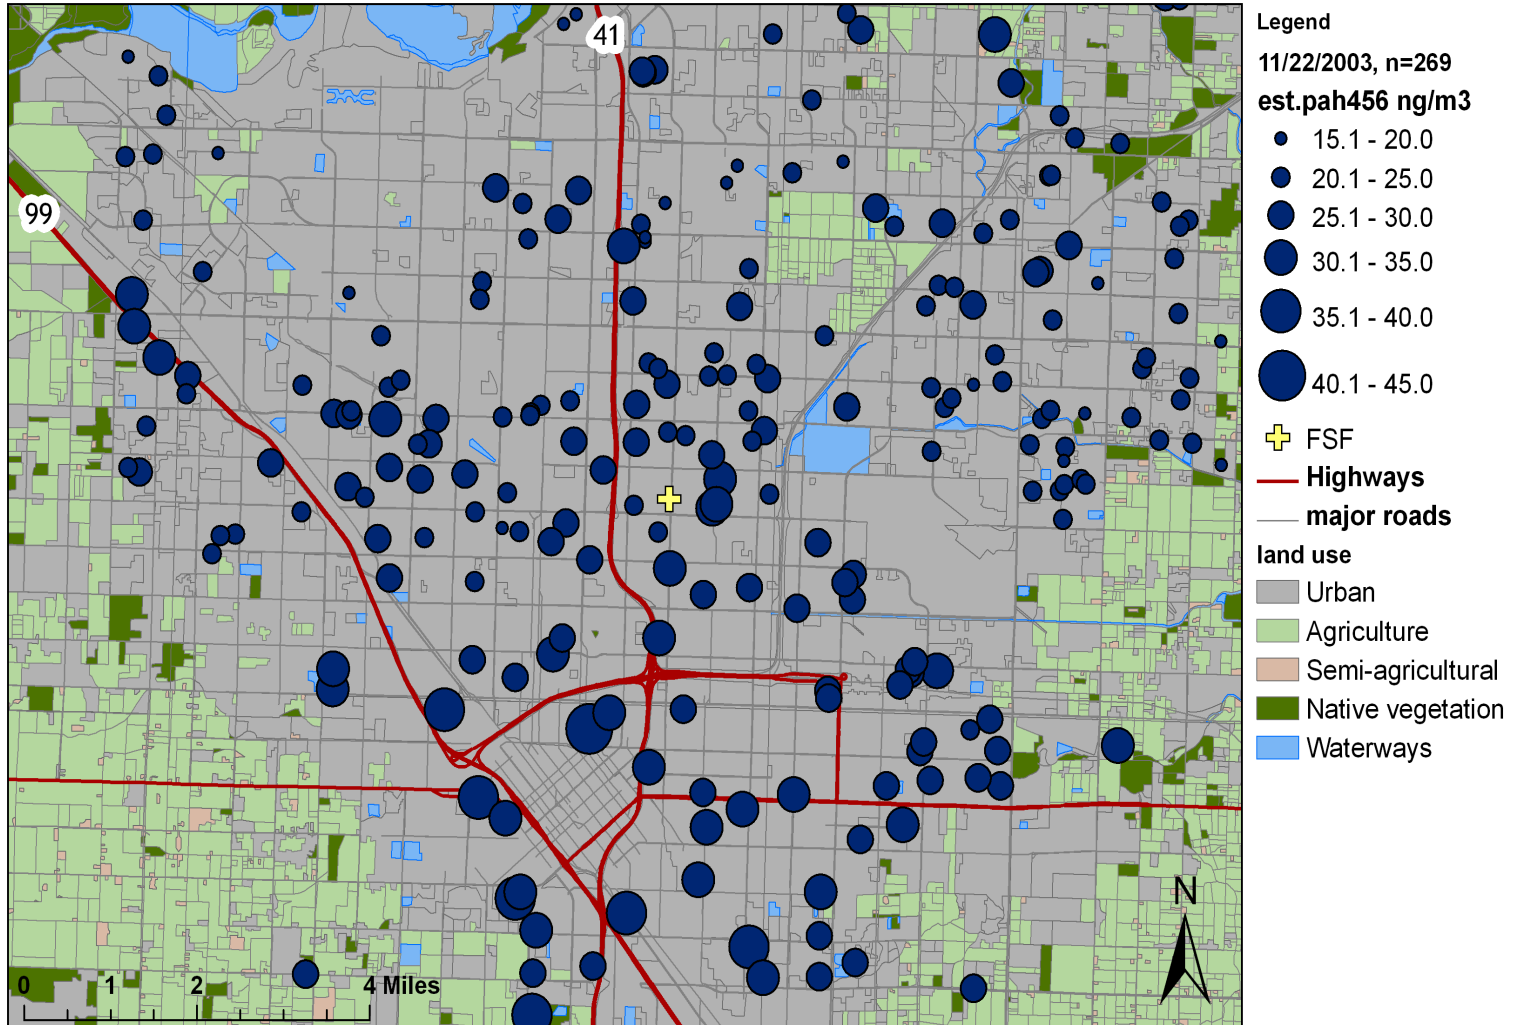 41
99
0 1 2 4 Miles
N
Legend
11/22/2003, n=269
est.pah456 ng/m3
15.1 - 20.0
20.1 - 25.0
25.1 - 30.0
30.1 - 35.0
35.1 - 40.0
40.1 - 45.0
FSF
Highways
major roads
land use
Urban
Agriculture
Semi-agricultural
Native vegetation
Waterways